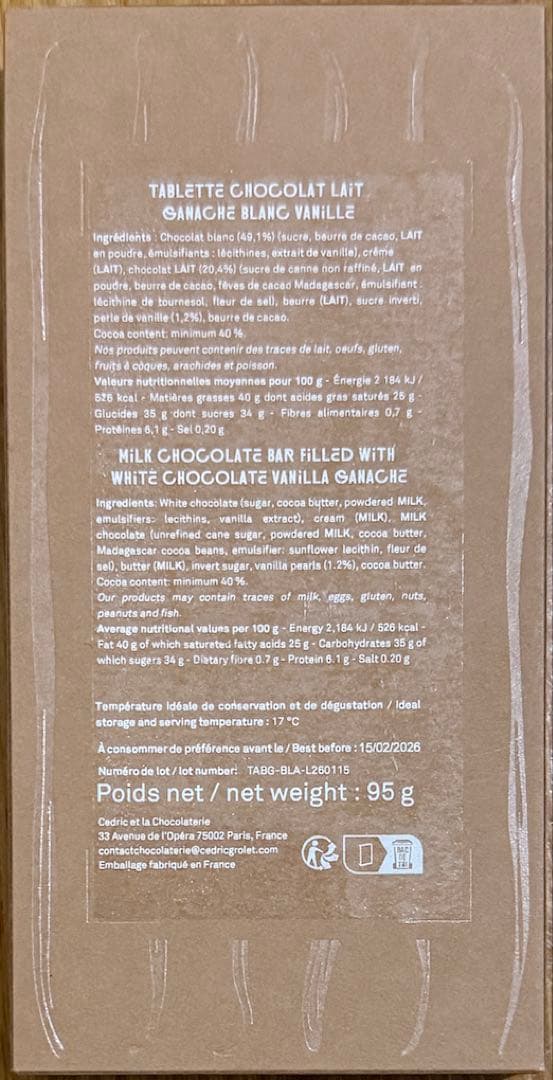 TABLETTE CHOCOLAT LAIT
GANACHE BLANC VANILLE
Ingrédients : Chocolat blanc (49,1%) (sucre, beurre de cacao, LAIT
en poudre, émulsifiants : lécithines, extrait de vanille), crème
(LAIT), chocolat LAIT (20,4%) (sucre de canne non raffiné, LAIT en
poudre, beurre de cacao, fèves de cacao Madagascar, émulsifiant :
lécithine de tournesol, fleur de sel), beurre (LAIT), sucre inverti,
perle de vanille (1,2%), beurre de cacao.
Cocoa content: minimum 40 %.
Nos produits peuvent contenir des traces de lait, oeufs, gluten,
fruits à coques, arachides et poisson.
Valeurs nutritionnelles moyennes pour 100 g - Énergie 2 184 kJ /
526 kcal - Matières grasses 40 g dont acides gras saturés 25 g -
Glucides 35 g dont sucres 34 g - Fibres alimentaires 0,7 g -
Protéines 6,1 g - Sel 0,20 g
MILK CHOCOLATE BAR FILLED WITH
WHITE CHOCOLATE VANILLA GANACHE
Ingredients: White chocolate (sugar, cocoa butter, powdered MILK,
emulsifiers: lecithins, vanilla extract), cream (MILK), MILK
chocolate (unrefined cane sugar, powdered MILK, cocoa butter,
Madagascar cocoa beans, emulsifier: sunflower lecithin, fleur de
sel), butter (MILK), invert sugar, vanilla pearls (1.2%), cocoa butter.
Cocoa content: minimum 40%.
Our products may contain traces of milk, eggs, gluten, nuts,
peanuts and fish.
Average nutritional values per 100 g - Energy 2,184 kJ / 526 kcal -
Fat 40 g of which saturated fatty acids 25 g - Carbohydrates 35 g of
which sugars 34 g - Dietary fibre 0.7 g - Protein 6.1 g - Salt 0.20 g
Température idéale de conservation et de dégustation / Ideal
storage and serving temperature : 17 °C
À consommer de préférence avant le / Best before : 15/02/2026
Numéro de lot / lot number: TABG-BLA-L260115
Poids net / net weight : 95 g
Cedric et la Chocolaterie
33 Avenue de l'Opéra 75002 Paris, France
contactchocolaterie@cedricgrolet.com
Emballage fabriqué en France
BAC
DE
TRI